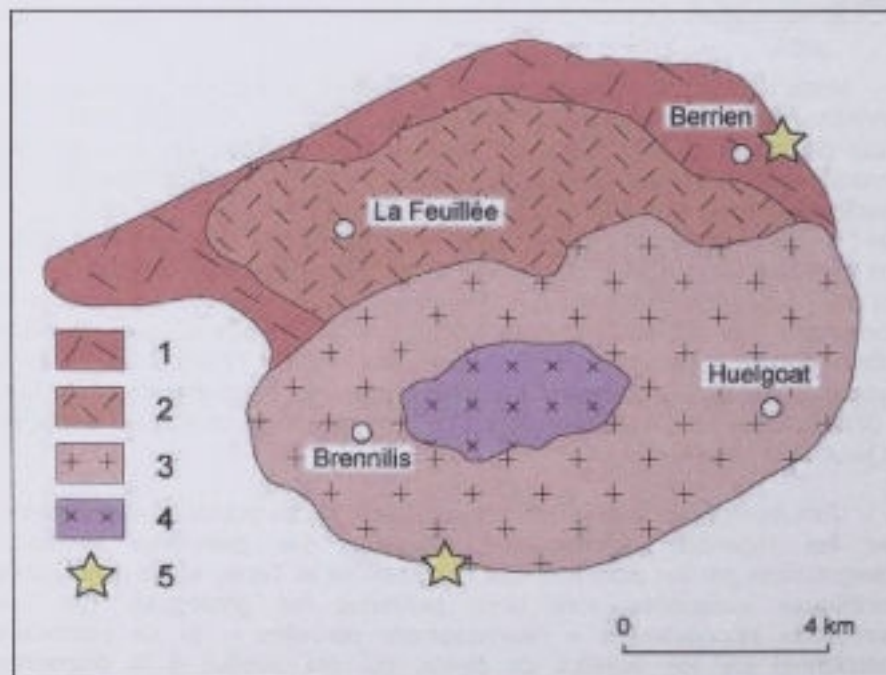 Berrien
La Feuillée
Huelgoat
Brennilis
1
2
3
4
5
0 4 km